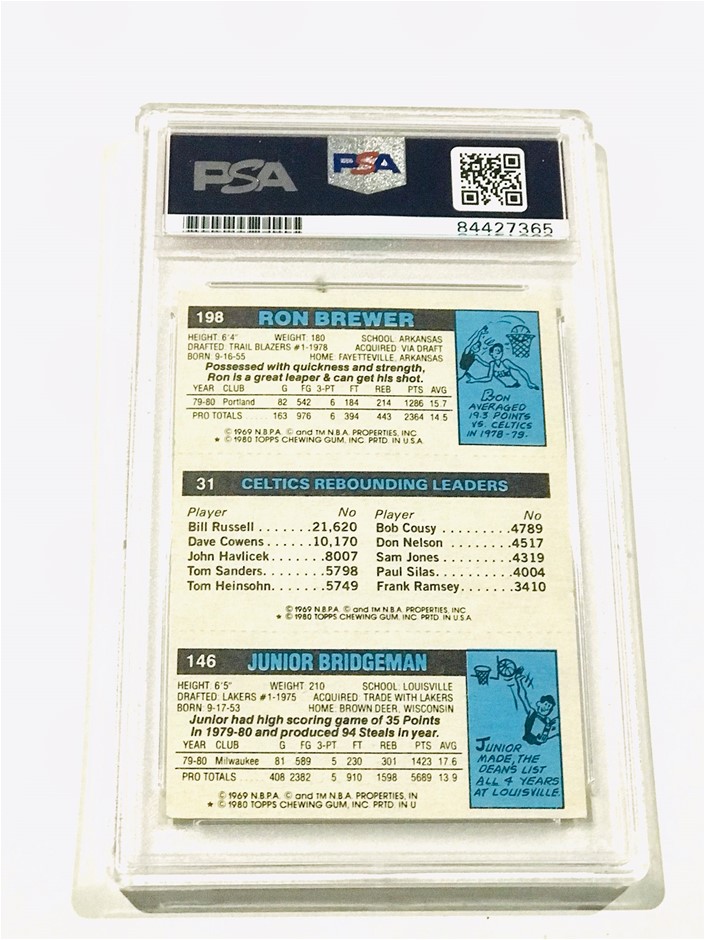 PSA
PSA
84427365
198 RON BREWER
HEIGHT: 6'4" WEIGHT: 180 SCHOOL: ARKANSAS
DRAFTED: TRAIL BLAZERS #1-1978 ACQUIRED: VIA DRAFT
BORN: 9-16-55 HOME: FAYETTEVILLE, ARKANSAS
Possessed with quickness and strength,
Ron is a great leaper & can get his shot.
YEAR CLUB G FG 3-PT FT REB PTS AVG
79-80 Portland 82 542 6 184 214 1286 15.7
PRO TOTALS 163 976 6 394 443 2364 14.5
© 1969 N.B.P.A. © and TM N.B.A. PROPERTIES, INC
* © 1980 TOPPS CHEWING GUM, INC PRTD. IN U.S.A.
RON
AVERAGED
19.3 POINTS
VS. CELTICS
IN 1978-79.
31 CELTICS REBOUNDING LEADERS
Player No Player No
Bill Russell .......21,620 Bob Cousy .........4789
Dave Cowens ......10,170 Don Nelson ........4517
John Havlicek.......8007 Sam Jones .........4319
Tom Sanders........5798 Paul Silas..........4004
Tom Heinsohn.......5749 Frank Ramsey.......3410
© 1969 N.B.P.A. © and TM N.B.A. PROPERTIES, INC
* © 1980 TOPPS CHEWING GUM, INC PRTD. IN U.S.A
146 JUNIOR BRIDGEMAN
HEIGHT: 6'5" WEIGHT: 210 SCHOOL: LOUISVILLE
DRAFTED: LAKERS #1-1975 ACQUIRED: TRADE WITH LAKERS
BORN: 9-17-53 HOME: BROWN DEER, WISCONSIN
Junior had high scoring game of 35 Points
in 1979-80 and produced 94 Steals in year.
YEAR CLUB G FG 3-PT FT REB PTS AVG
79-80 Milwaukee 81 589 5 230 301 1423 17.6
PRO TOTALS 408 2382 5 910 1598 5689 13.9
© 1969 N.B.P.A. © and TM N.B.A. PROPERTIES, IN
* © 1980 TOPPS CHEWING GUM, INC. PRTD. IN U
JUNIOR
MADE, THE
DEAN'S LIST
ALL 4 YEARS
AT LOUISVILLE.